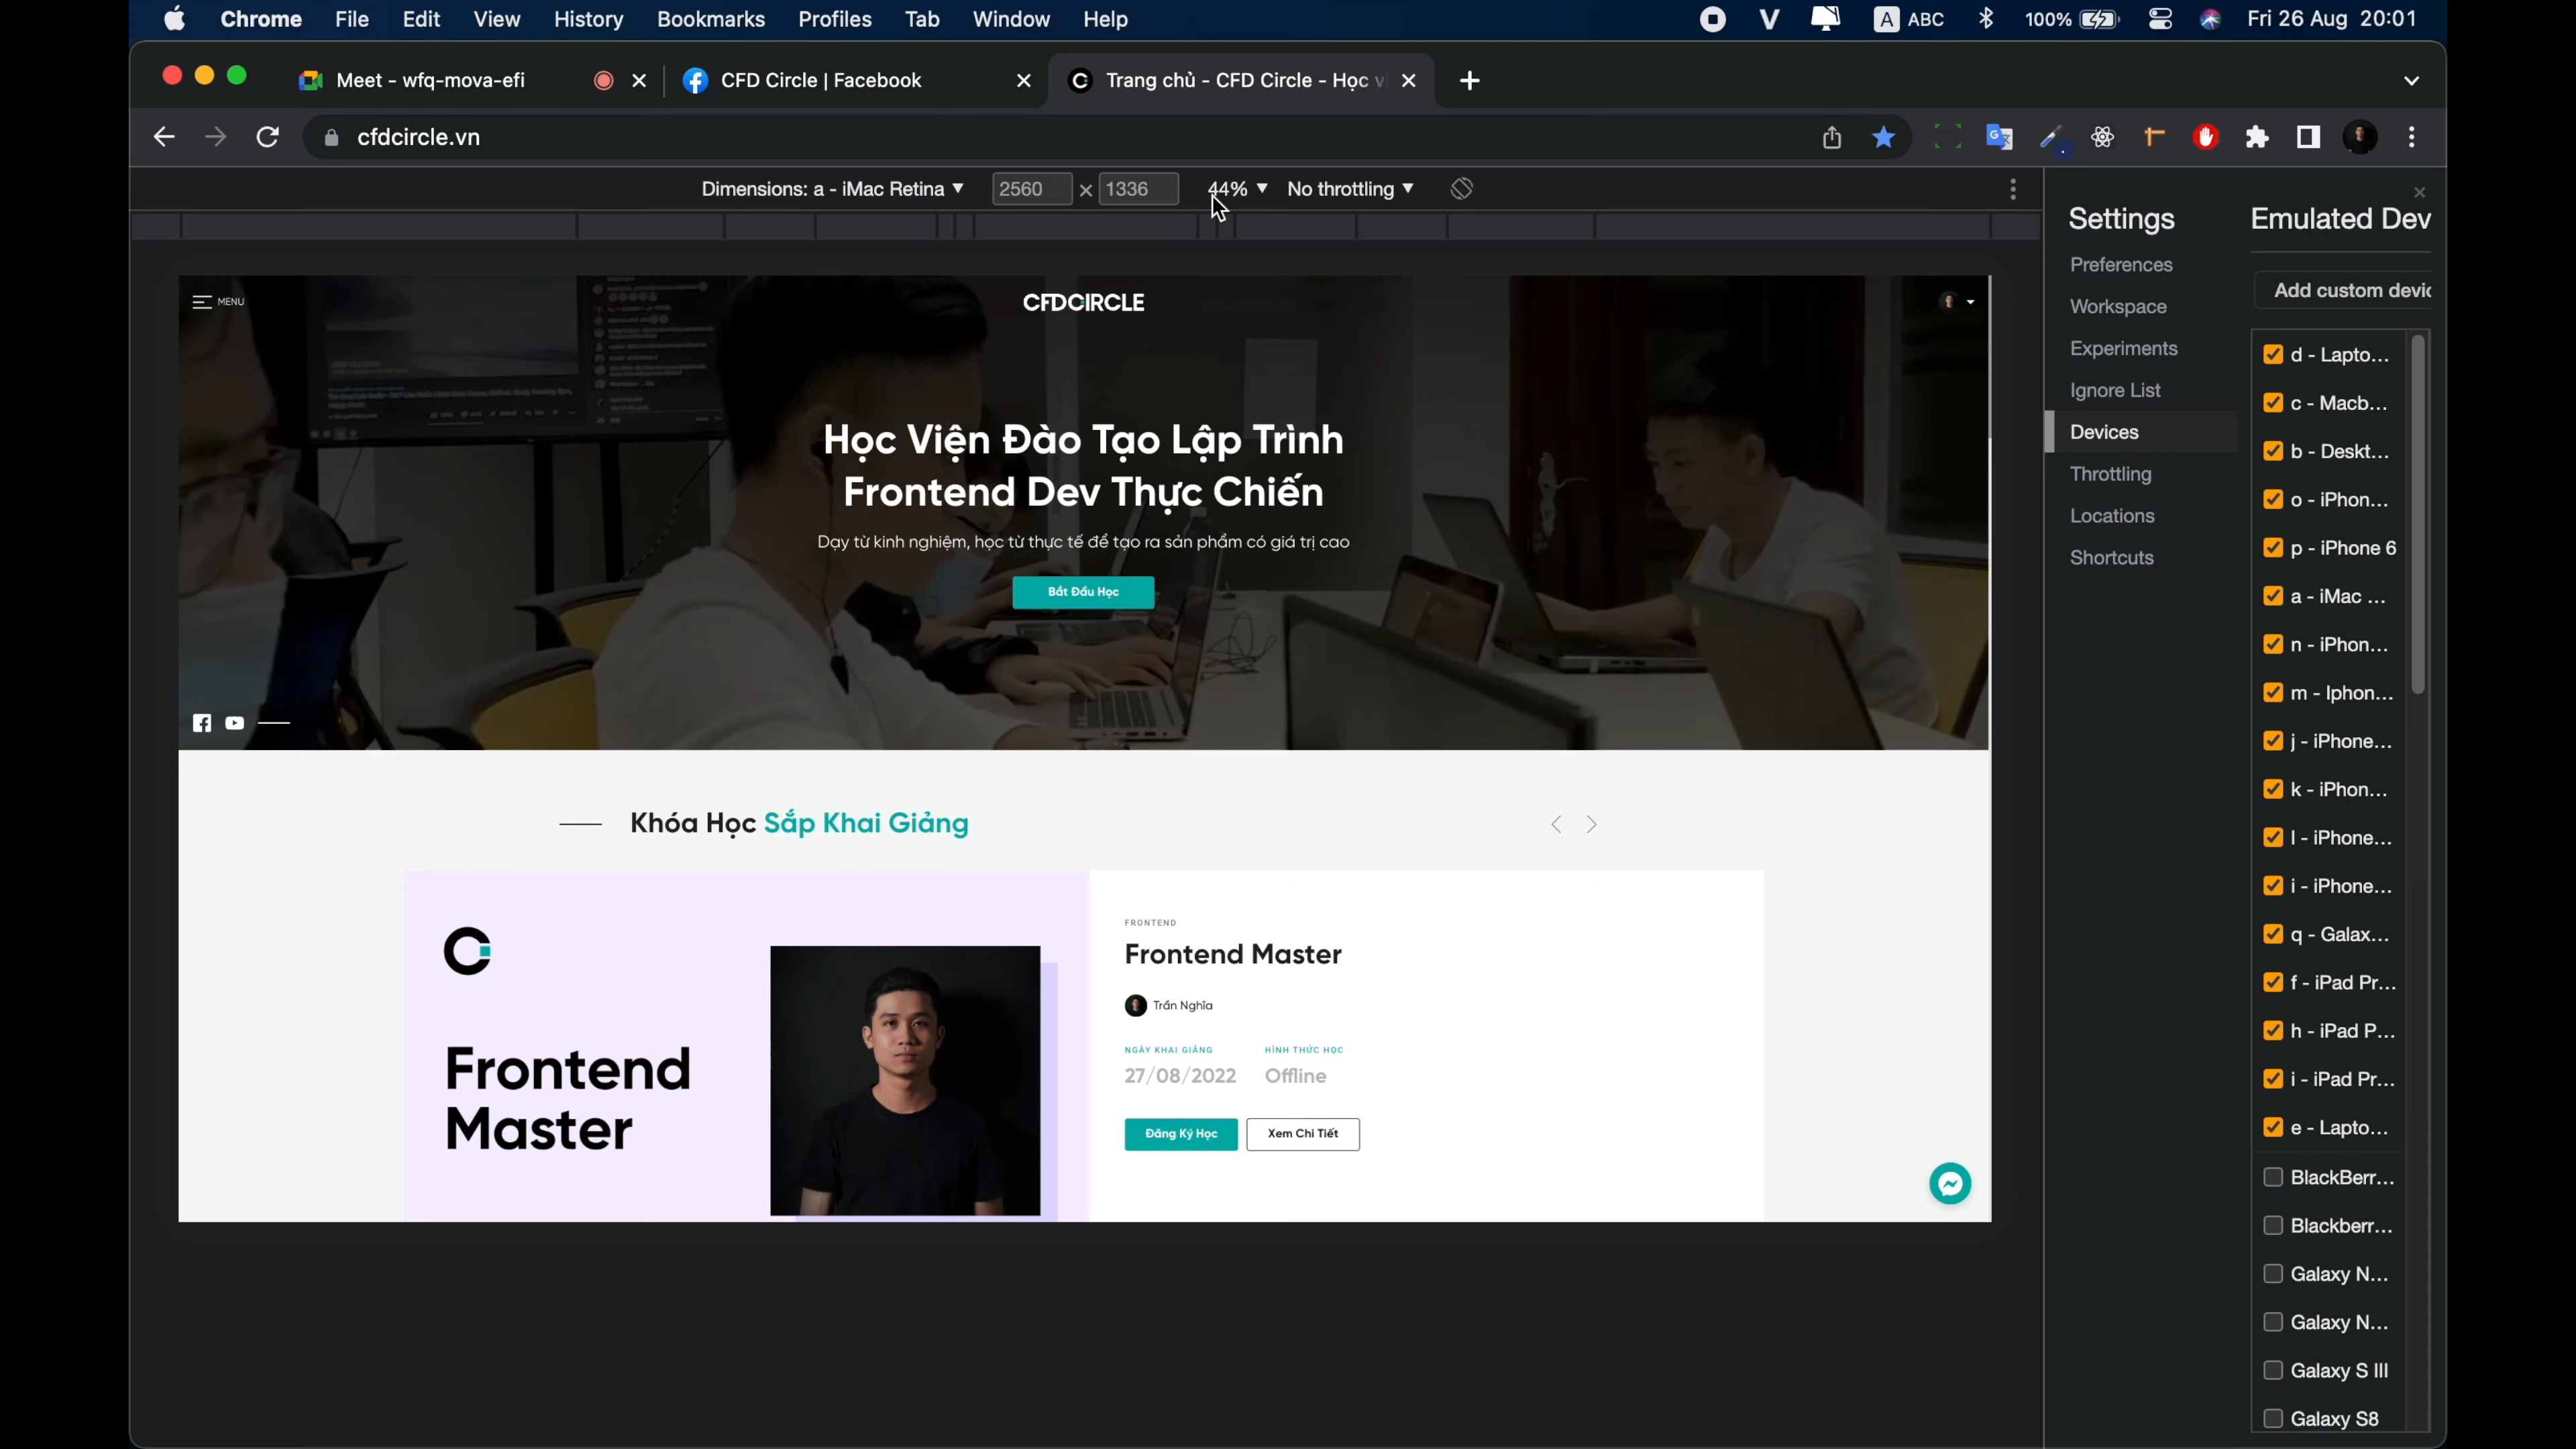 Chrome File Edit View History Bookmarks Profiles Tab Window Help
V A ABC 100% Fri 26 Aug 20:01
Meet - wfq-mova-efi
CFD Circle | Facebook
Trang chủ - CFD Circle - Học vi
cfdcircle.vn
Dimensions: a - iMac Retina 2560 × 1336 44% No throttling
MENU
CFDCIRCLE
Học Viện Đào Tạo Lập Trình
Frontend Dev Thực Chiến
Dạy từ kinh nghiệm, học từ thực tế để tạo ra sản phẩm có giá trị cao
Bắt Đầu Học
Khóa Học Sắp Khai Giảng
Frontend
Master
FRONTEND
Frontend Master
Trần Nghĩa
NGÀY KHAI GIẢNG HÌNH THỨC HỌC
27/08/2022 Offline
Đăng Ký Học Xem Chi Tiết
Settings
Preferences
Workspace
Experiments
Ignore List
Devices
Throttling
Locations
Shortcuts
Emulated Dev
Add custom devic
d - Lapto...
c - Macb...
b - Deskt...
o - iPhon...
p - iPhone 6
a - iMac ...
n - iPhon...
m - Iphon...
j - iPhone...
k - iPhon...
l - iPhone...
i - iPhone...
q - Galax...
f - iPad Pr...
h - iPad P...
i - iPad Pr...
e - Lapto...
BlackBerr...
Blackberr...
Galaxy N...
Galaxy N...
Galaxy S III
Galaxy S8